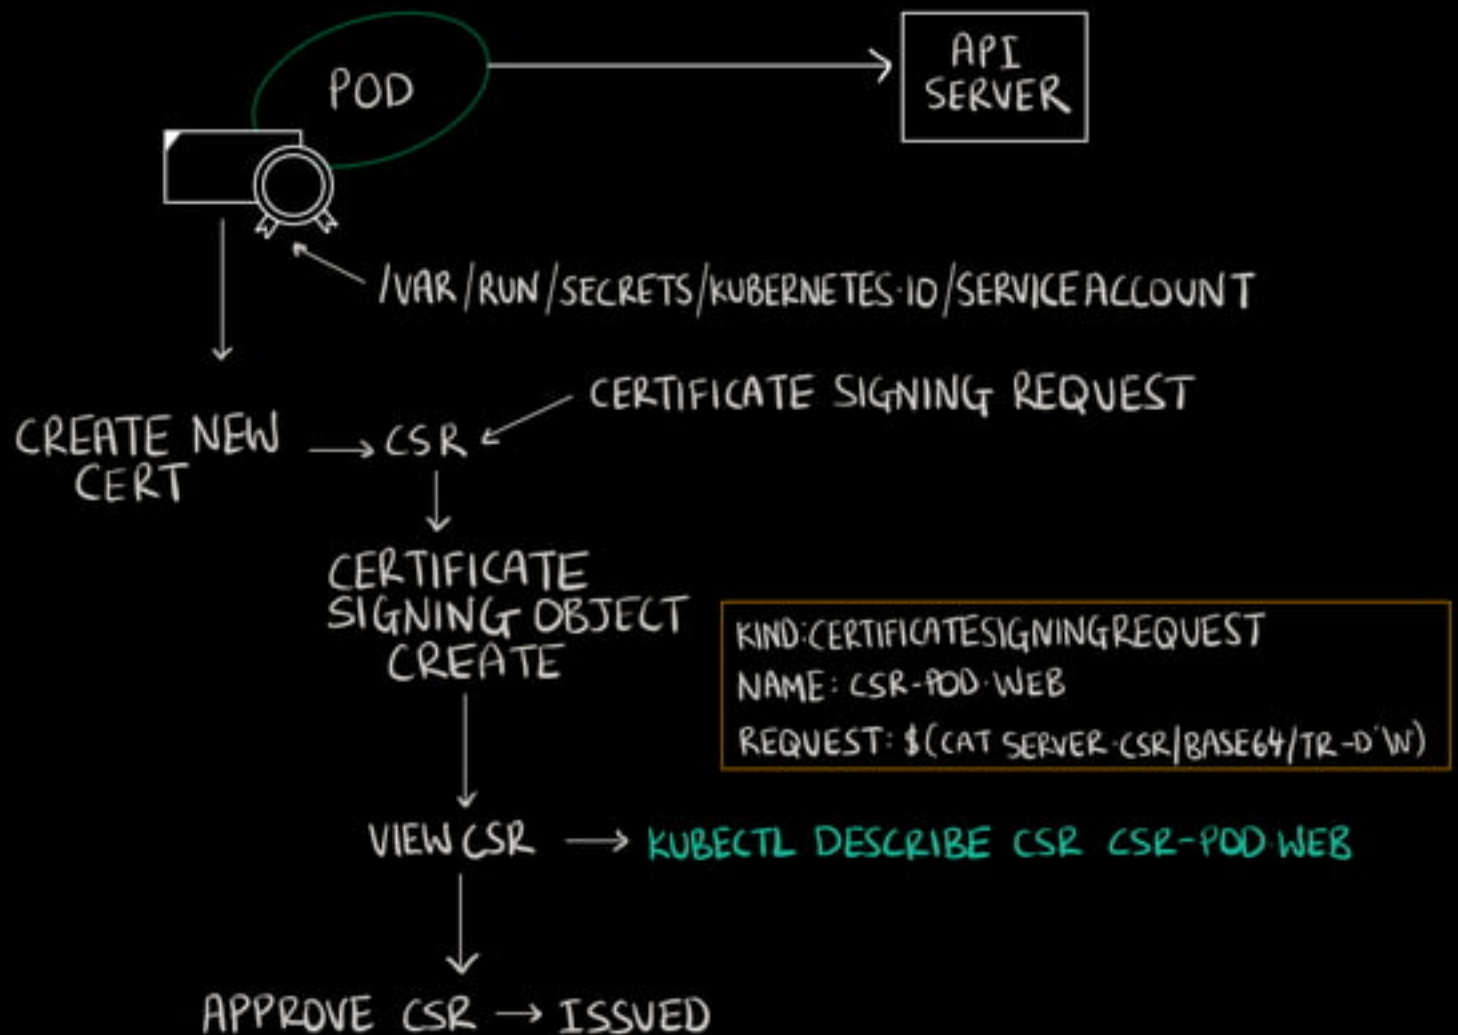 POD
API
SERVER
/VAR/RUN/SECRETS/KUBERNETES.IO/SERVICEACCOUNT
CERTIFICATE SIGNING REQUEST
CREATE NEW
CERT
CSR
CERTIFICATE
SIGNING OBJECT
CREATE
KIND:CERTIFICATESIGNINGREQUEST
NAME: CSR-POD.WEB
REQUEST: $(CAT SERVER.CSR/BASE64/TR-D'\N')
VIEW CSR
KUBECTL DESCRIBE CSR CSR-POD.WEB
APPROVE CSR → ISSUED